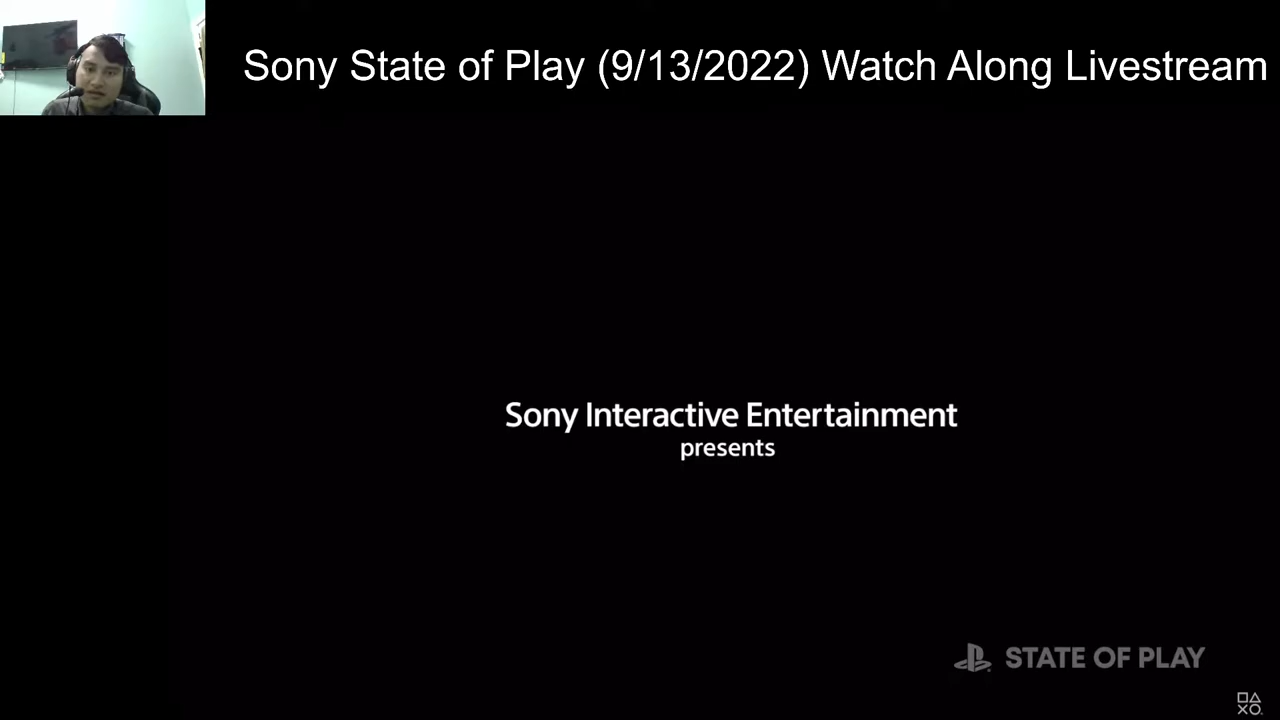 Sony State of Play (9/13/2022) Watch Along Livestream
Sony Interactive Entertainment
presents
STATE OF PLAY